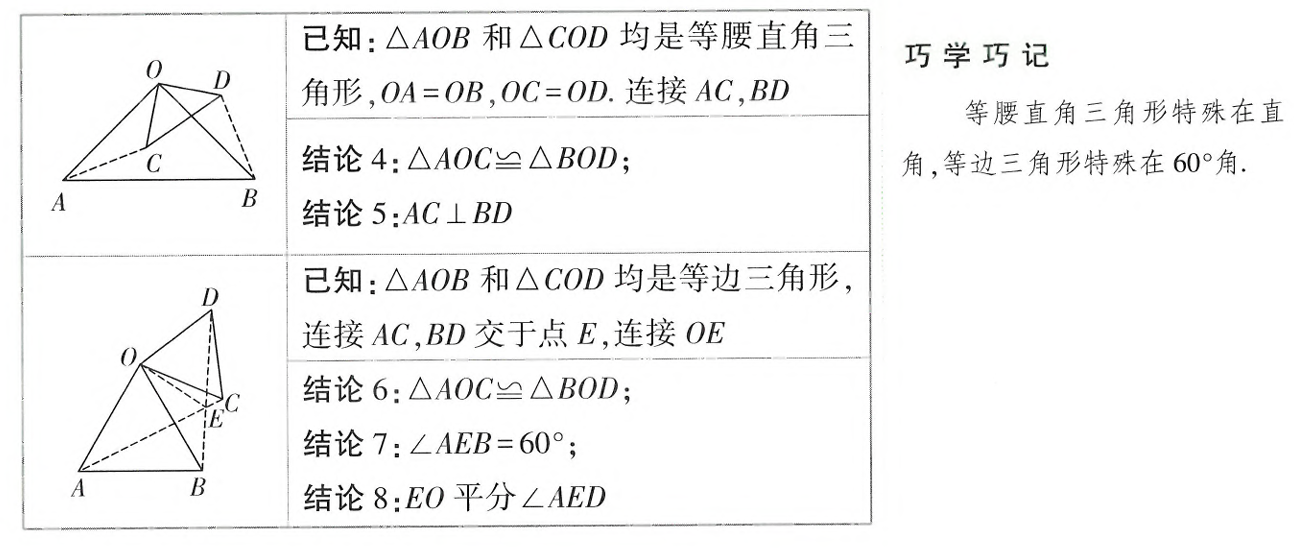 O
D
C
A
B
已知:△AOB 和△COD 均是等腰直角三
角形,OA=OB,OC=OD. 连接 AC,BD
结论 4:△AOC≌△BOD;
结论 5:AC⊥BD
D
O
C
E
A
B
已知:△AOB 和△COD 均是等边三角形,
连接 AC,BD 交于点 E,连接 OE
结论 6:△AOC≌△BOD;
结论 7:∠AEB=60°;
结论 8:EO 平分∠AED
巧学巧记
等腰直角三角形特殊在直
角,等边三角形特殊在 60°角.